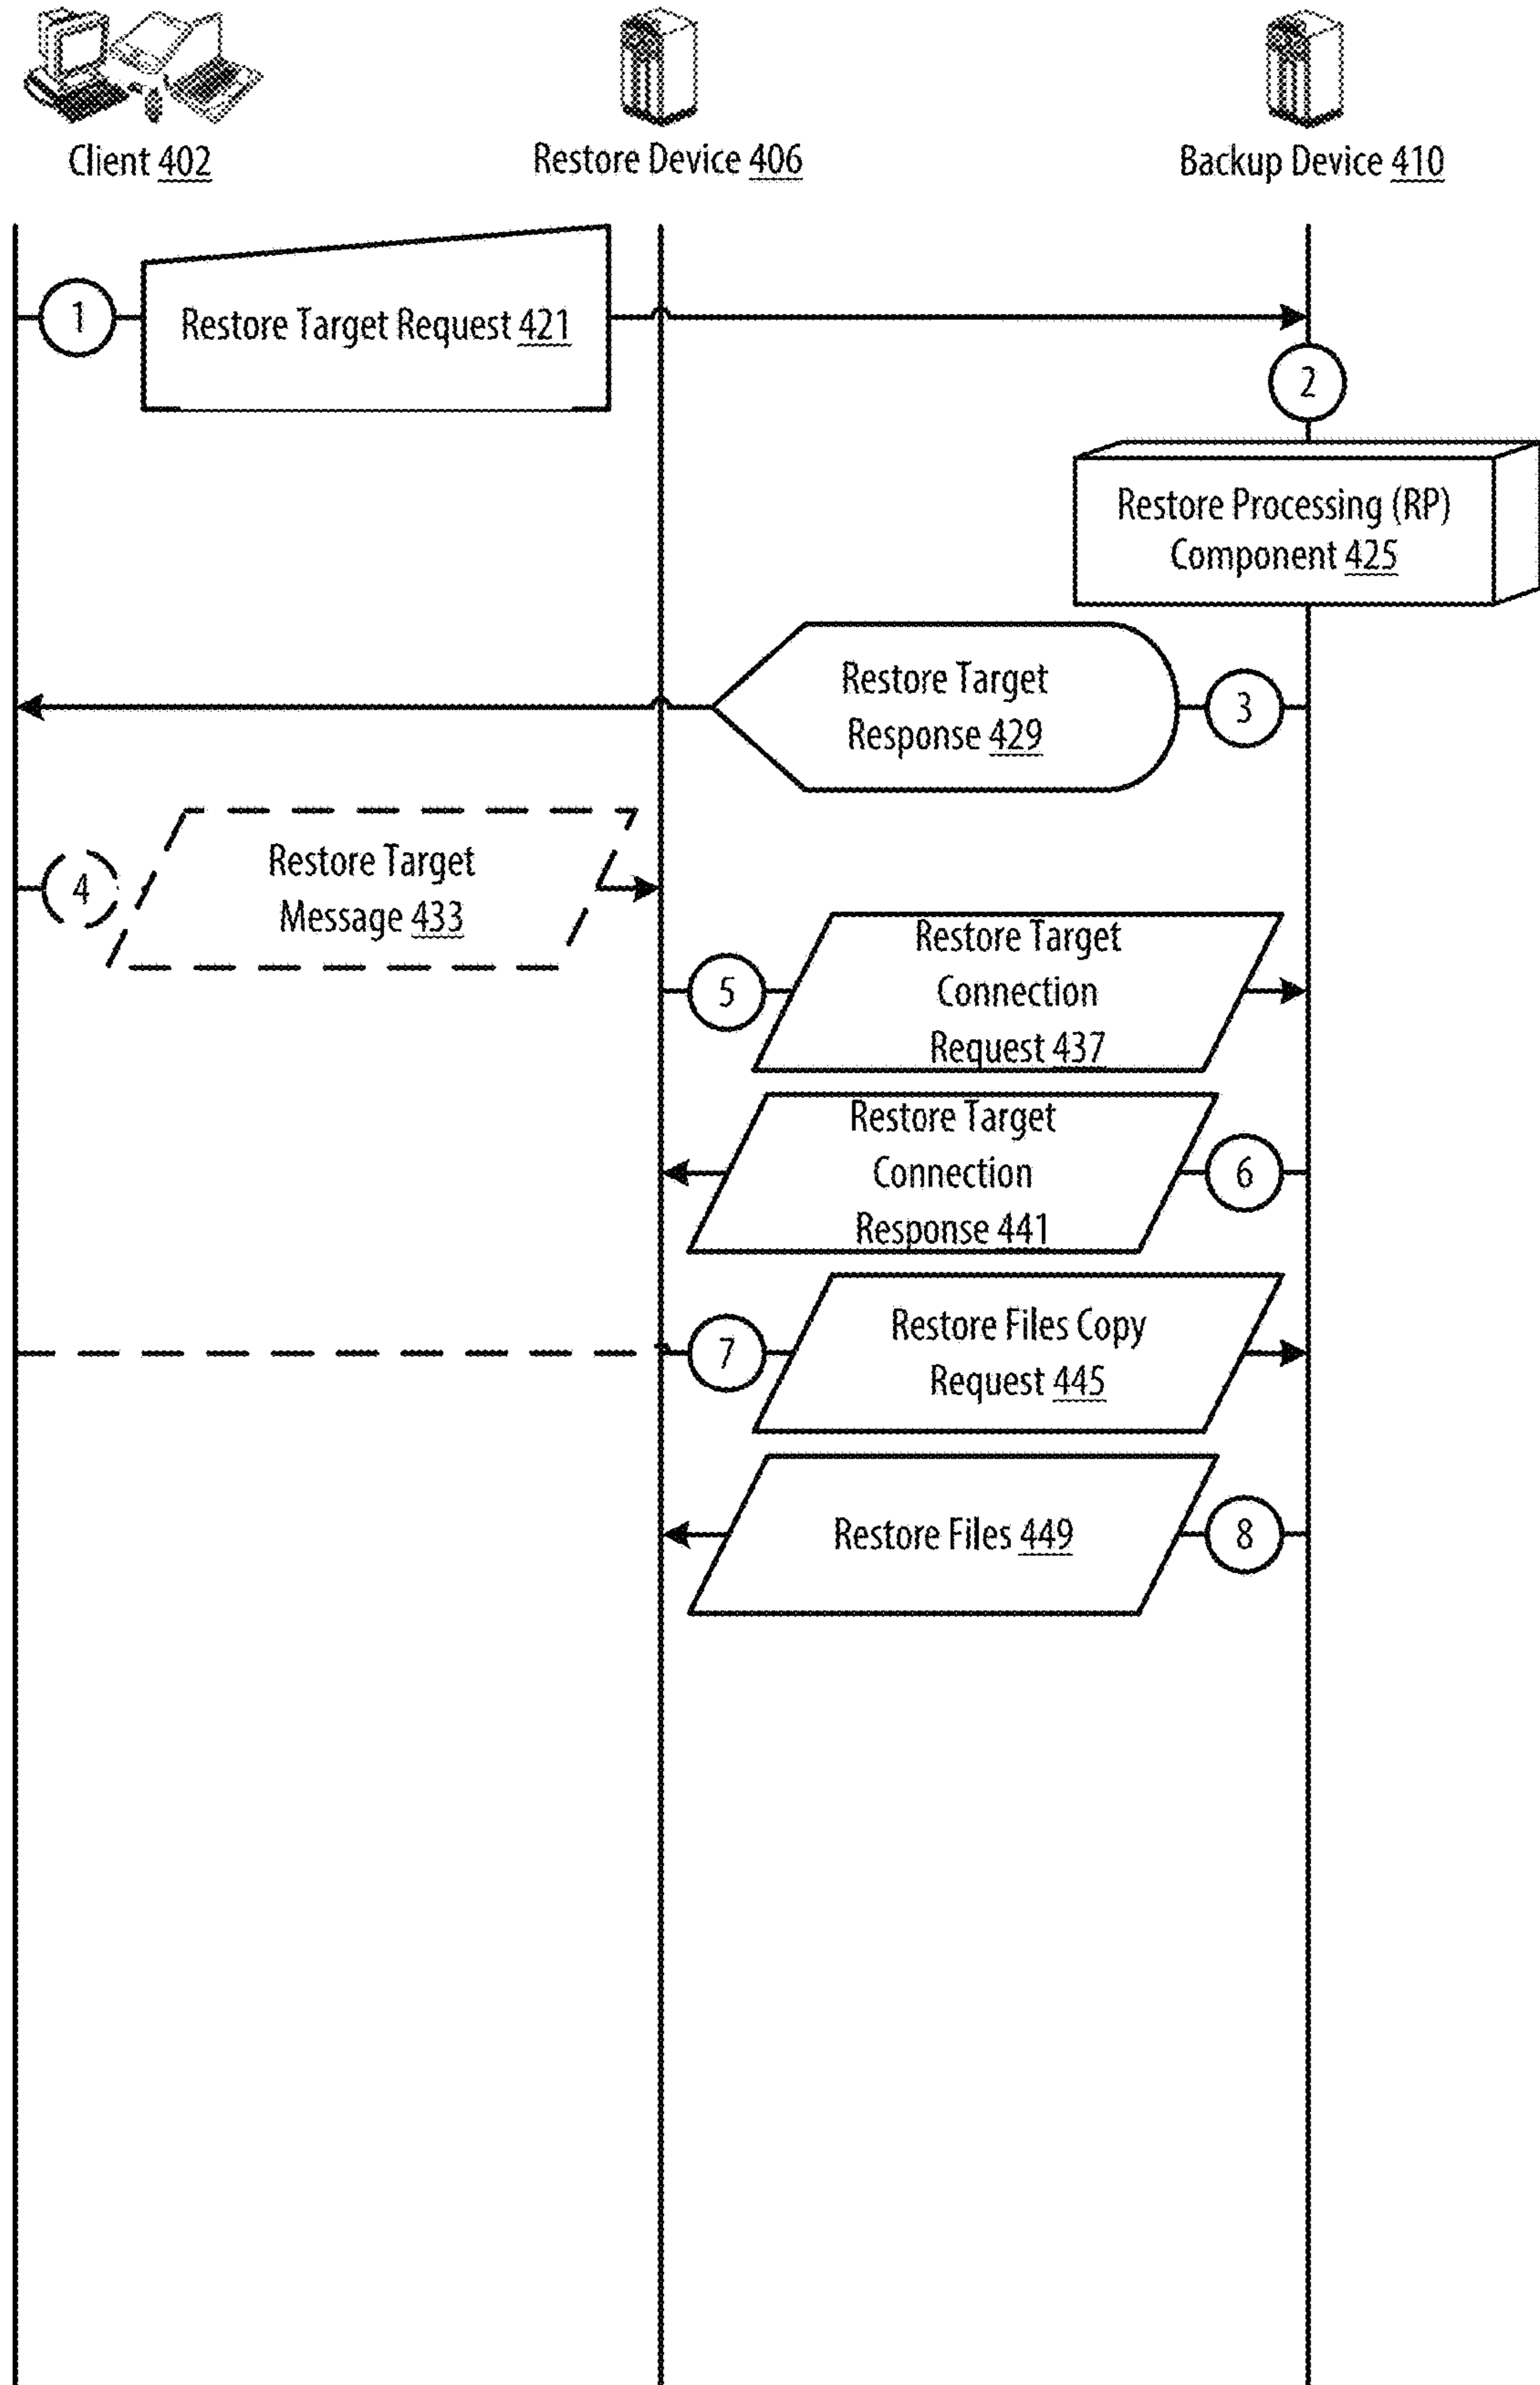 Client 402
Restore Device 406
Backup Device 410
1
Restore Target Request 421
2
Restore Processing (RP)
Component 425
Restore Target
Response 429
3
4
Restore Target
Message 433
5
Restore Target
Connection
Request 437
Restore Target
Connection
Response 441
6
7
Restore Files Copy
Request 445
Restore Files 449
8